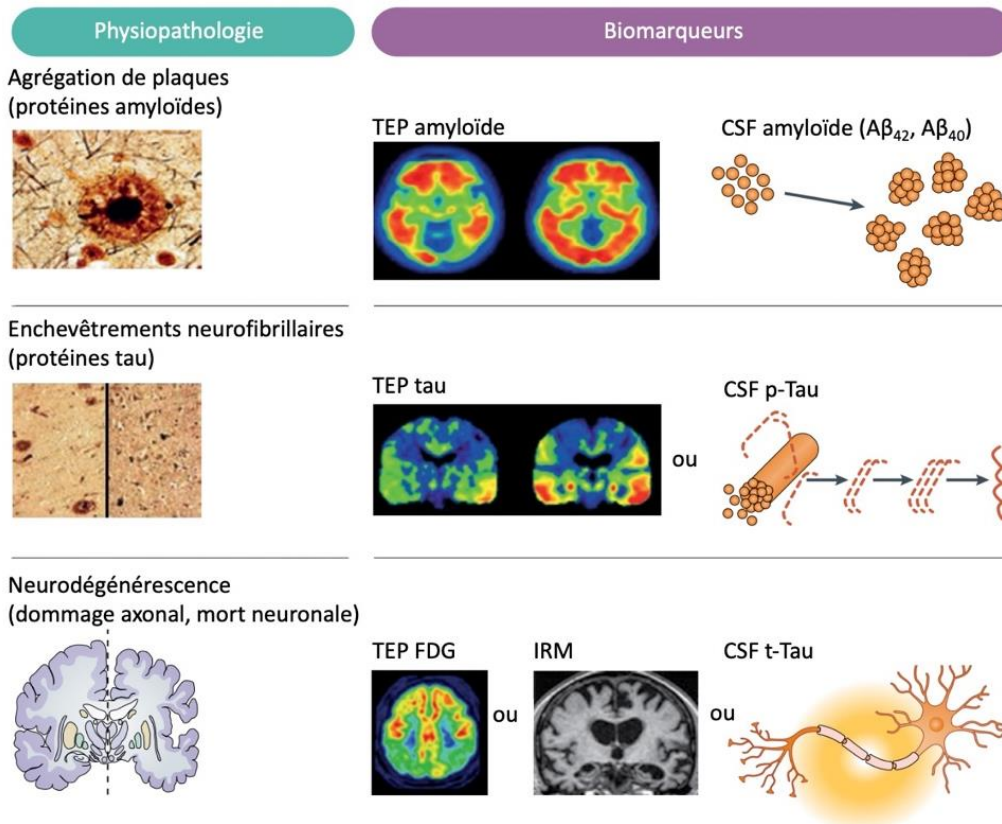 Physiopathologie
Biomarqueurs
Agrégation de plaques
(protéines amyloïdes)
TEP amyloïde
CSF amyloïde (Aβ₄₂, Aβ₄₀)
Enchevêtrements neurofibrillaires
(protéines tau)
TEP tau
ou
CSF p-Tau
Neurodégénérescence
(dommage axonal, mort neuronale)
TEP FDG
ou
IRM
ou
CSF t-Tau